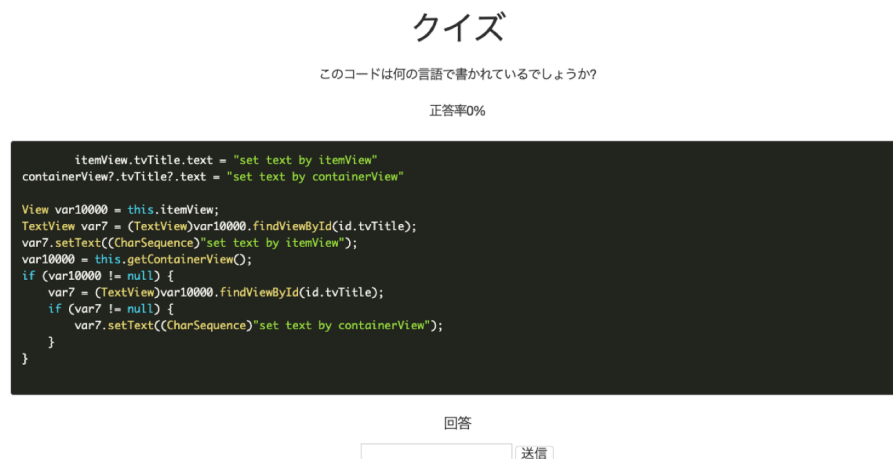 クイズ
このコードは何の言語で書かれているでしょうか?
正答率0%
itemView.tvTitle.text = "set text by itemView"
containerView?.tvTitle?.text = "set text by containerView"
View var10000 = this.itemView;
TextView var7 = (TextView)var10000.findViewById(id.tvTitle);
var7.setText((CharSequence)"set text by itemView");
var10000 = this.getContainerView();
if (var10000 != null) {
    var7 = (TextView)var10000.findViewById(id.tvTitle);
    if (var7 != null) {
        var7.setText((CharSequence)"set text by containerView");
    }
}
回答
送信